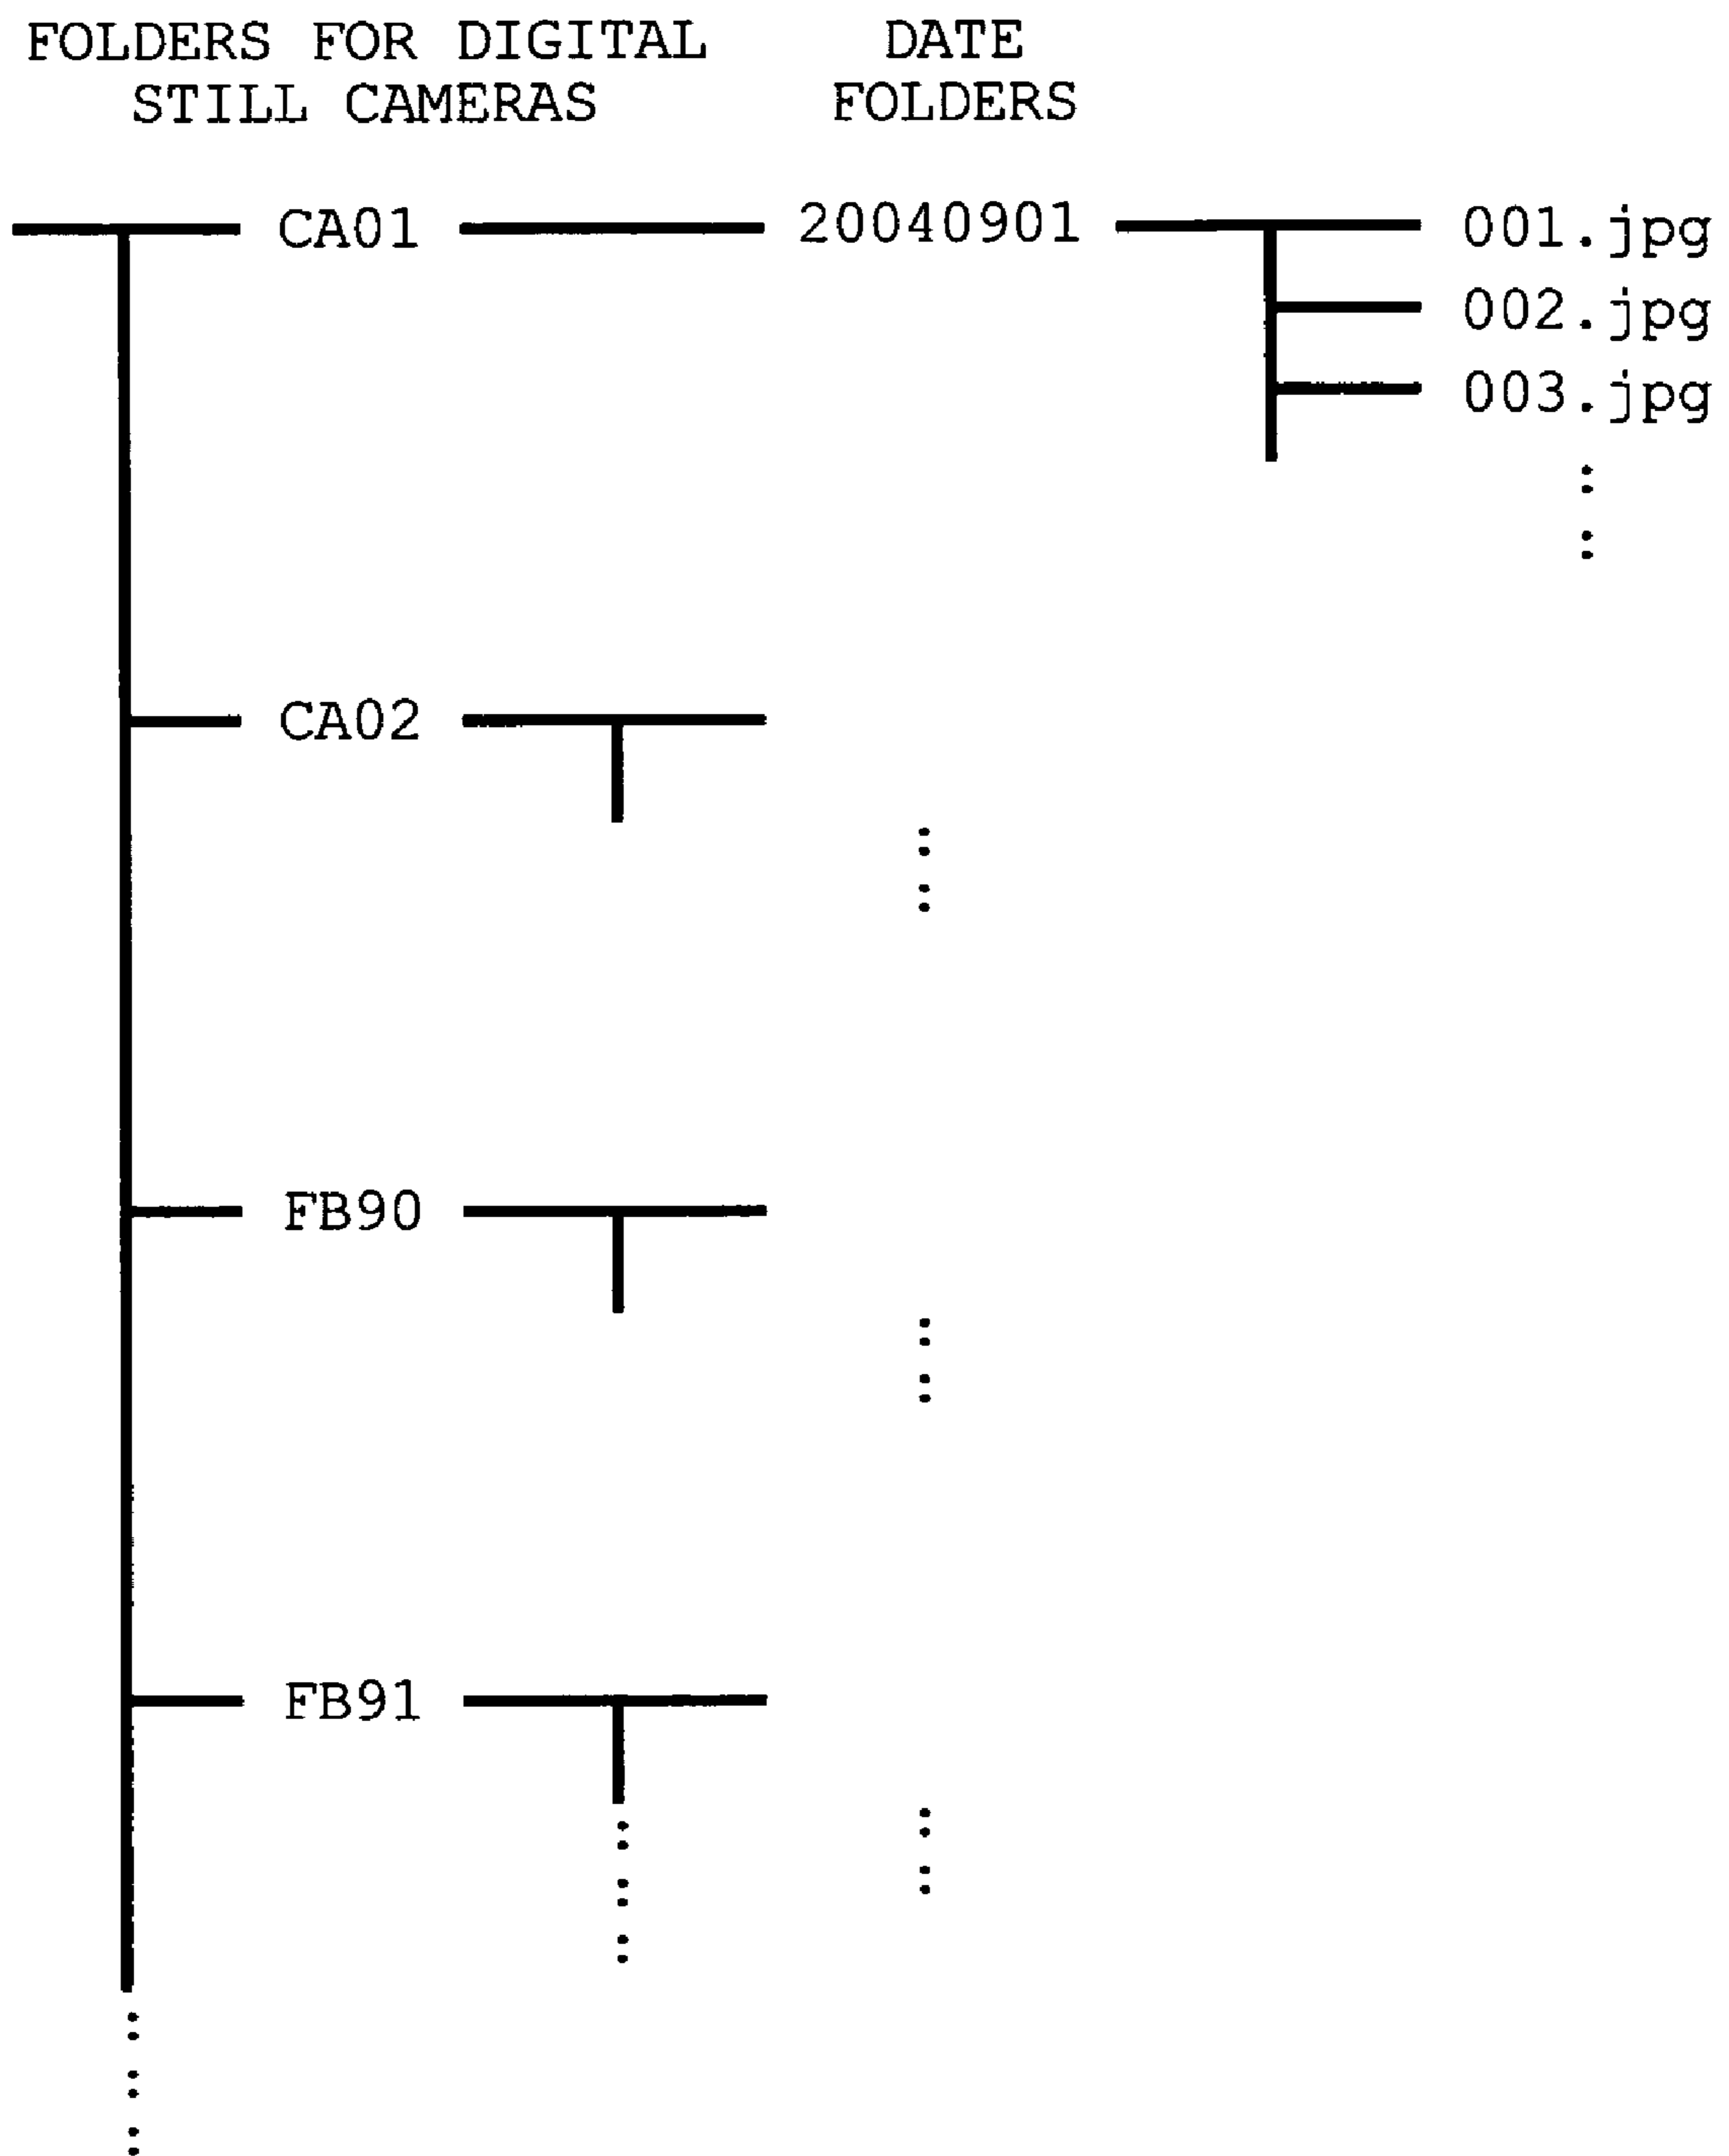 FOLDERS FOR DIGITAL
STILL CAMERAS
DATE
FOLDERS
CA01
20040901
001.jpg
002.jpg
003.jpg
CA02
FB90
FB91